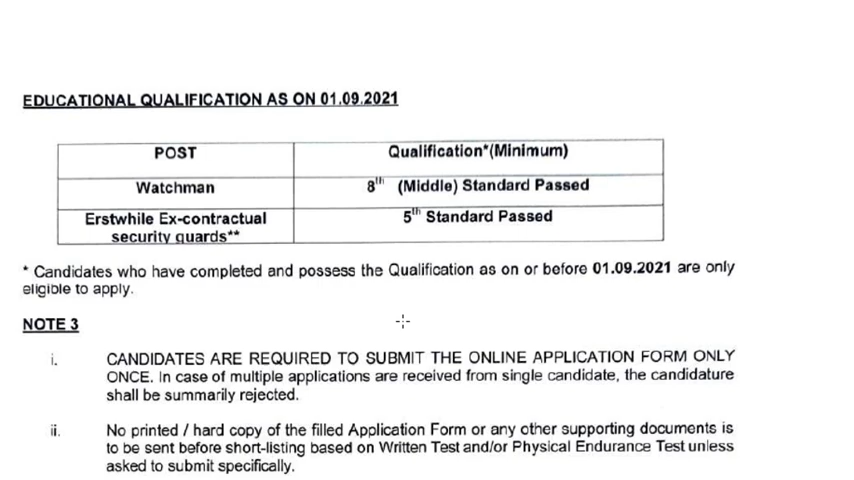 EDUCATIONAL QUALIFICATION AS ON 01.09.2021
POST Qualification*(Minimum)
Watchman 8th (Middle) Standard Passed
Erstwhile Ex-contractual security guards** 5th Standard Passed
* Candidates who have completed and possess the Qualification as on or before 01.09.2021 are only
eligible to apply.
NOTE 3
i. CANDIDATES ARE REQUIRED TO SUBMIT THE ONLINE APPLICATION FORM ONLY
ONCE. In case of multiple applications are received from single candidate, the candidature
shall be summarily rejected.
ii. No printed / hard copy of the filled Application Form or any other supporting documents is
to be sent before short-listing based on Written Test and/or Physical Endurance Test unless
asked to submit specifically.